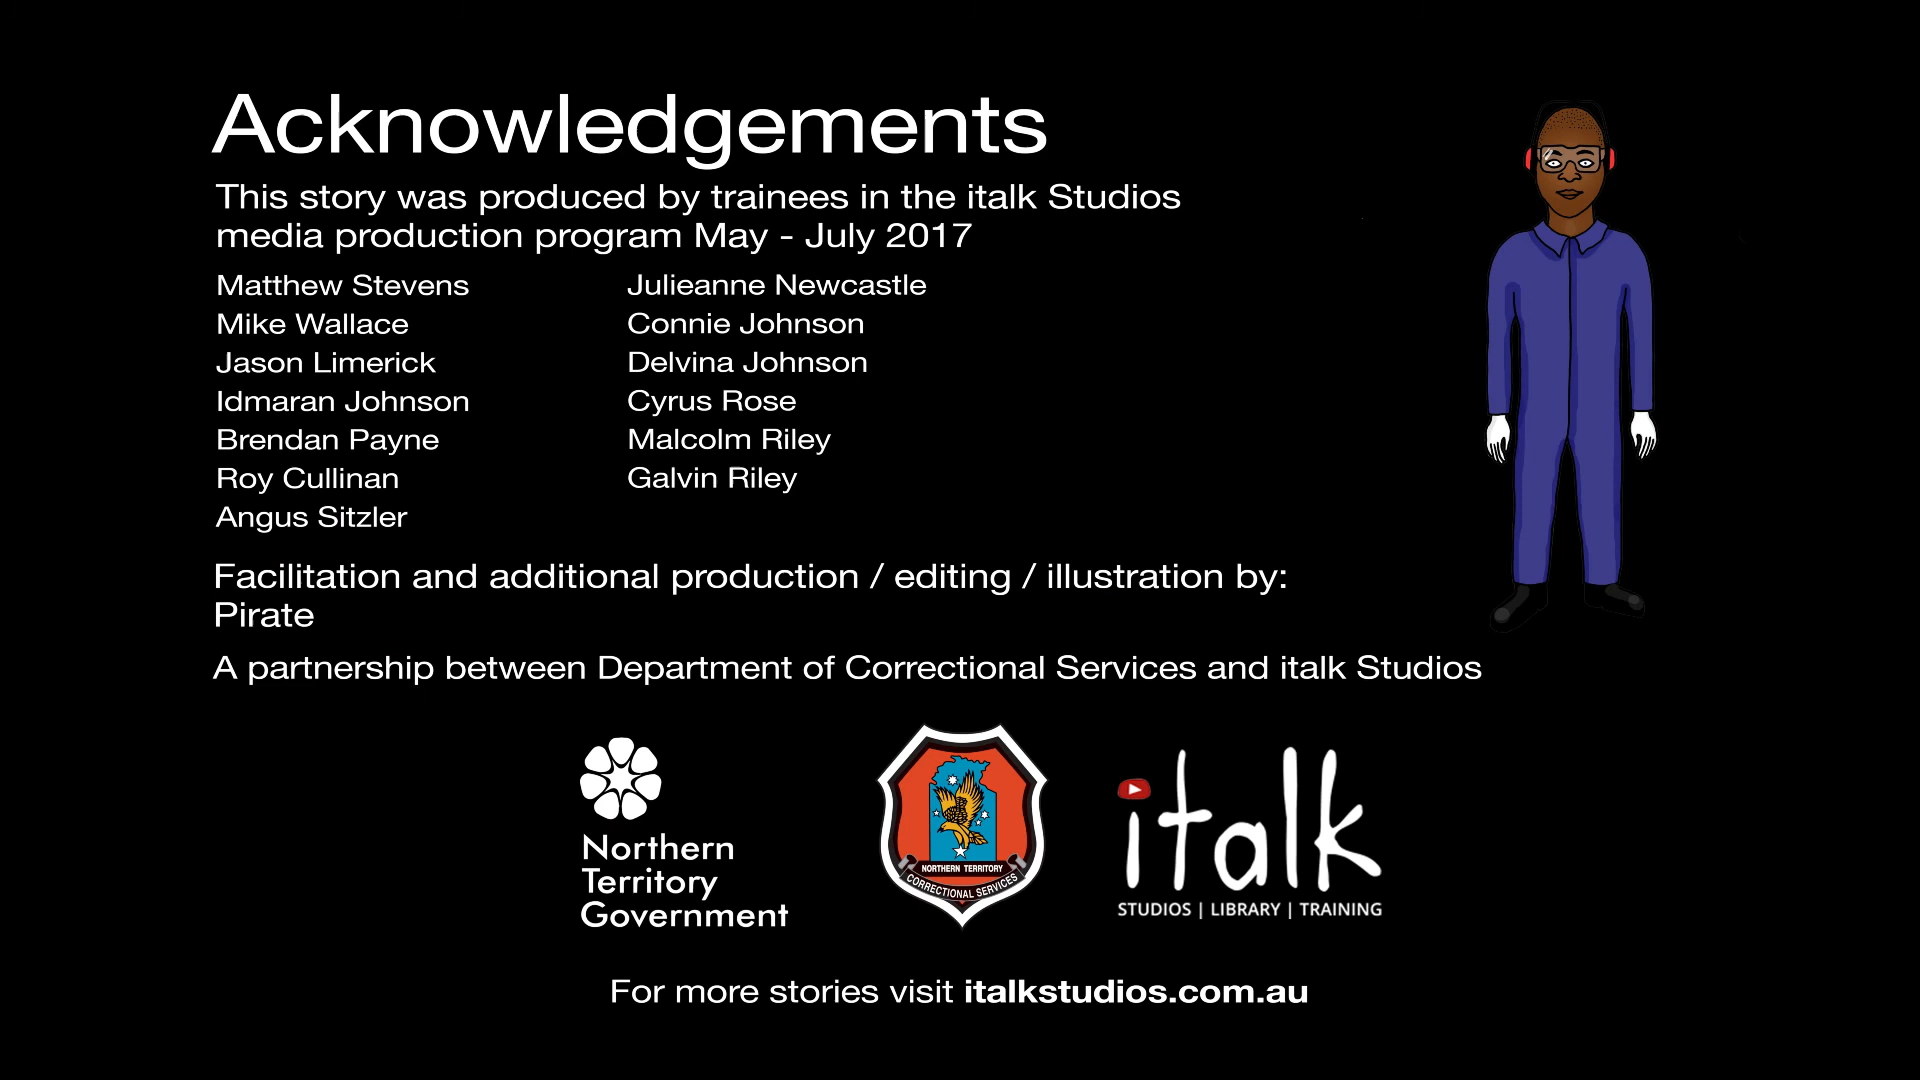 Acknowledgements
This story was produced by trainees in the italk Studios
media production program May - July 2017
Matthew Stevens
Mike Wallace
Jason Limerick
Idmaran Johnson
Brendan Payne
Roy Cullinan
Angus Sitzler
Julieanne Newcastle
Connie Johnson
Delvina Johnson
Cyrus Rose
Malcolm Riley
Galvin Riley
Facilitation and additional production / editing / illustration by:
Pirate
A partnership between Department of Correctional Services and italk Studios
Northern
Territory
Government
NORTHERN TERRITORY
CORRECTIONAL SERVICES
italk
STUDIOS | LIBRARY | TRAINING
For more stories visit italkstudios.com.au